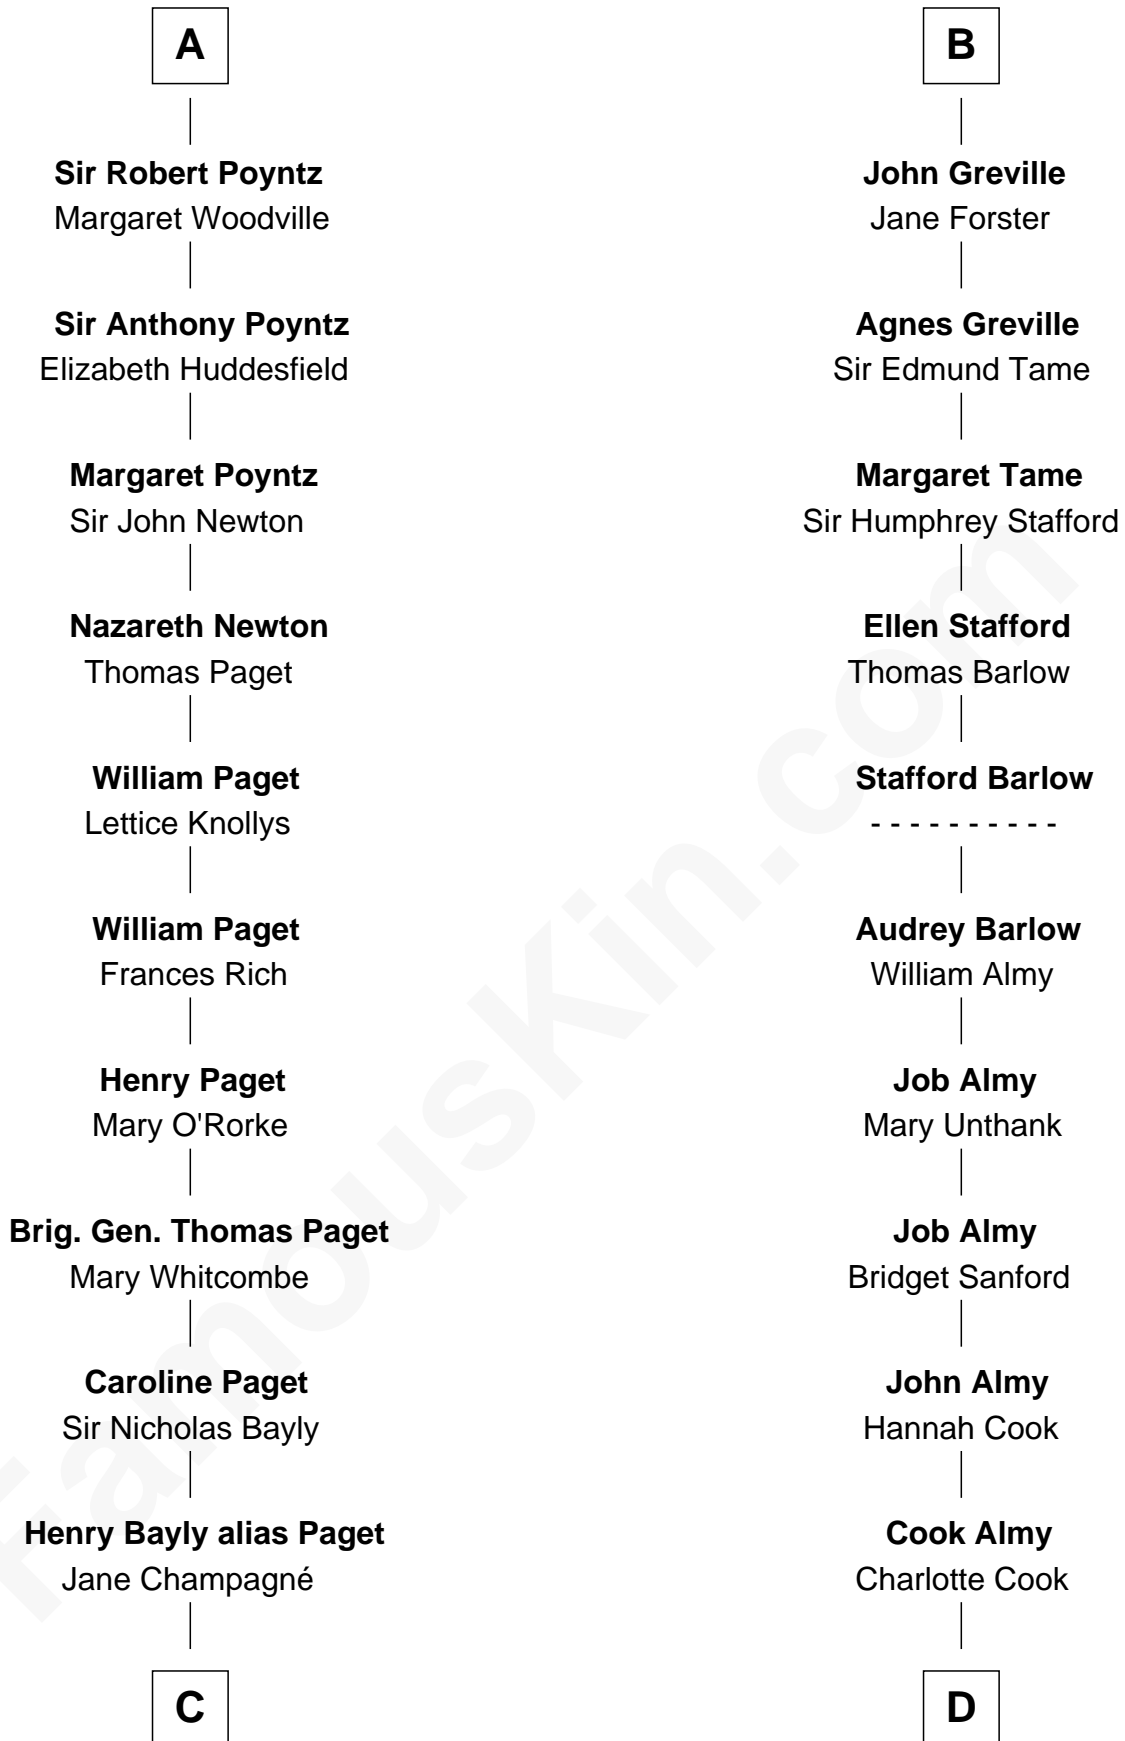 A
Sir Robert Poyntz
Margaret Woodville
Sir Anthony Poyntz
Elizabeth Huddesfield
Margaret Poyntz
Sir John Newton
Nazareth Newton
Thomas Paget
William Paget
Lettice Knollys
William Paget
Frances Rich
Henry Paget
Mary O'Rorke
Brig. Gen. Thomas Paget
Mary Whitcombe
Caroline Paget
Sir Nicholas Bayly
Henry Bayly alias Paget
Jane Champagné
C
B
John Greville
Jane Forster
Agnes Greville
Sir Edmund Tame
Margaret Tame
Sir Humphrey Stafford
Ellen Stafford
Thomas Barlow
Stafford Barlow
- - - - - - - - - -
Audrey Barlow
William Almy
Job Almy
Mary Unthank
Job Almy
Bridget Sanford
John Almy
Hannah Cook
Cook Almy
Charlotte Cook
D
FamousKin.com